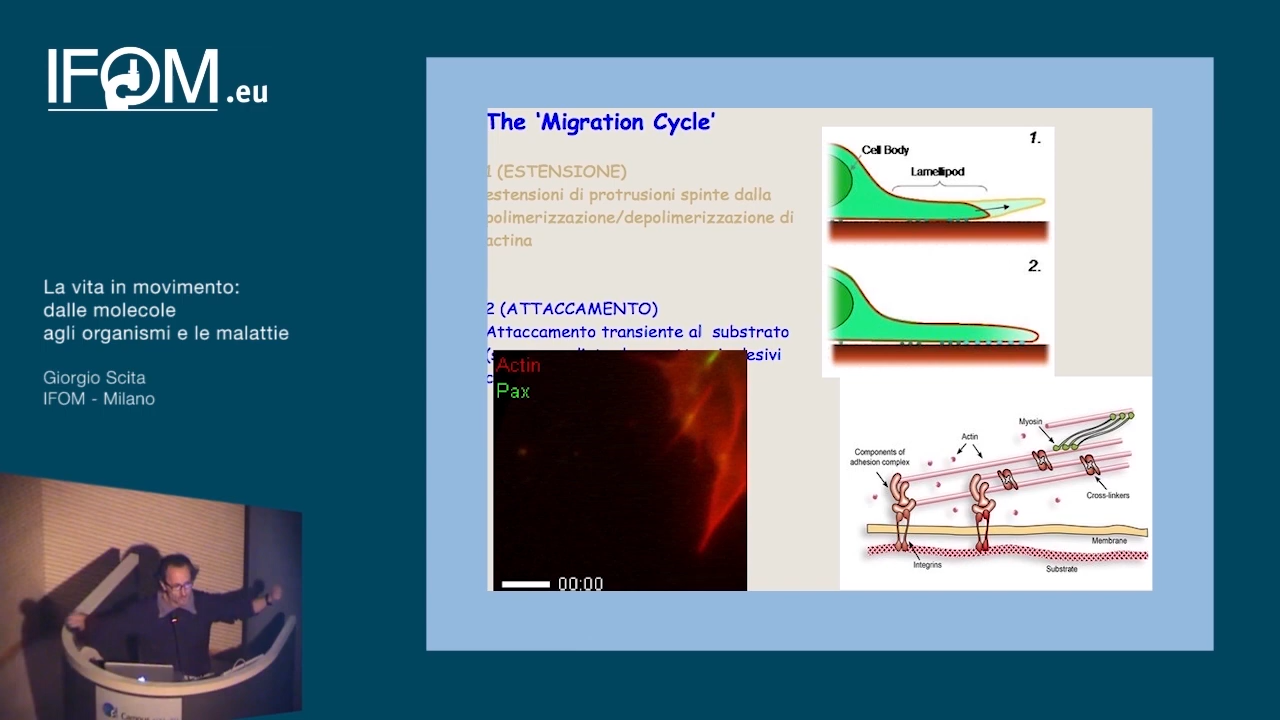 IFOM.eu
La vita in movimento:
dalle molecole
agli organismi e le malattie
Giorgio Scita
IFOM - Milano
The ‘Migration Cycle’
1 (ESTENSIONE)
estensioni di protrusioni spinte dalla
polimerizzazione/depolimerizzazione di
actina
2 (ATTACCAMENTO)
Attaccamento transiente al substrato
Actin
Pax
00:00
1.
Cell Body
Lamellipod
2.
Myosin
Actin
Components of
adhesion complex
Cross-linkers
Membrane
Integrins
Substrate